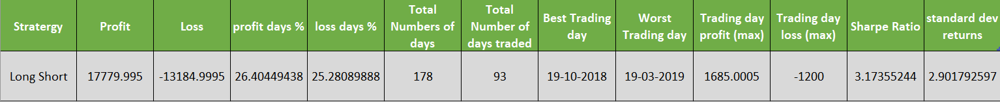 Stratergy Profit Loss profit days % loss days % Total Numbers of days Total Number of days traded Best Trading day Worst Trading day Trading day profit (max) Trading day loss (max) Sharpe Ratio standard dev returns
Long Short 17779.995 -13184.9995 26.40449438 25.28089888 178 93 19-10-2018 19-03-2019 1685.0005 -1200 3.17355244 2.901792597